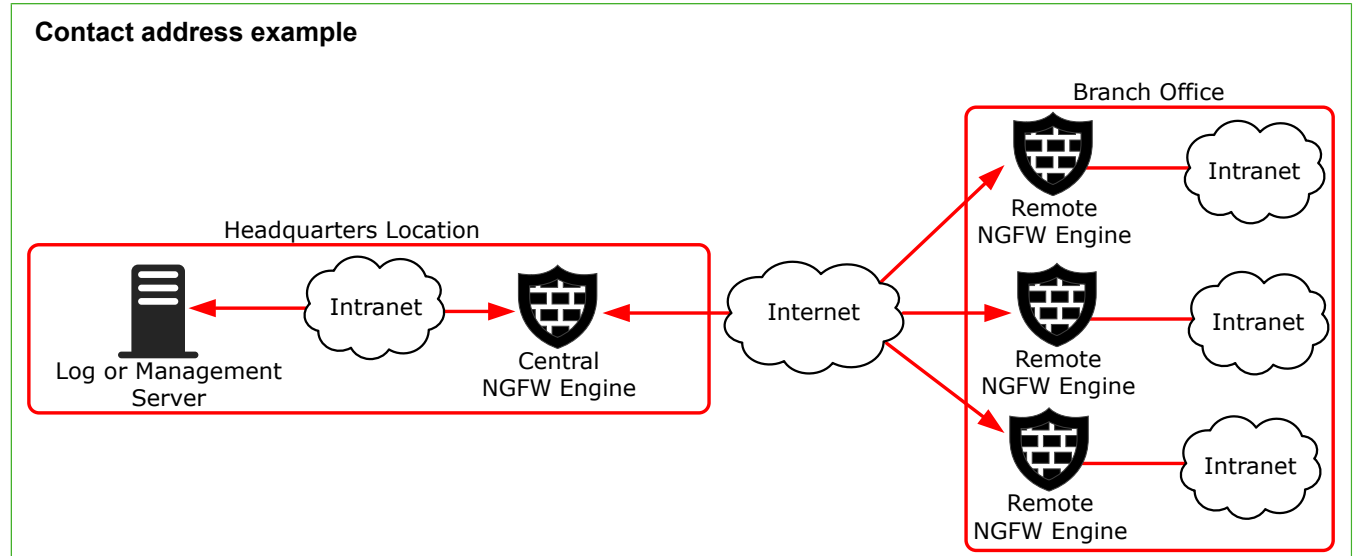 Contact address example
Branch Office
Intranet
Remote
NGFW Engine
Headquarters Location
Intranet
Internet
Intranet
Log or Management
Server
Central
NGFW Engine
Remote
NGFW Engine
Intranet
Remote
NGFW Engine